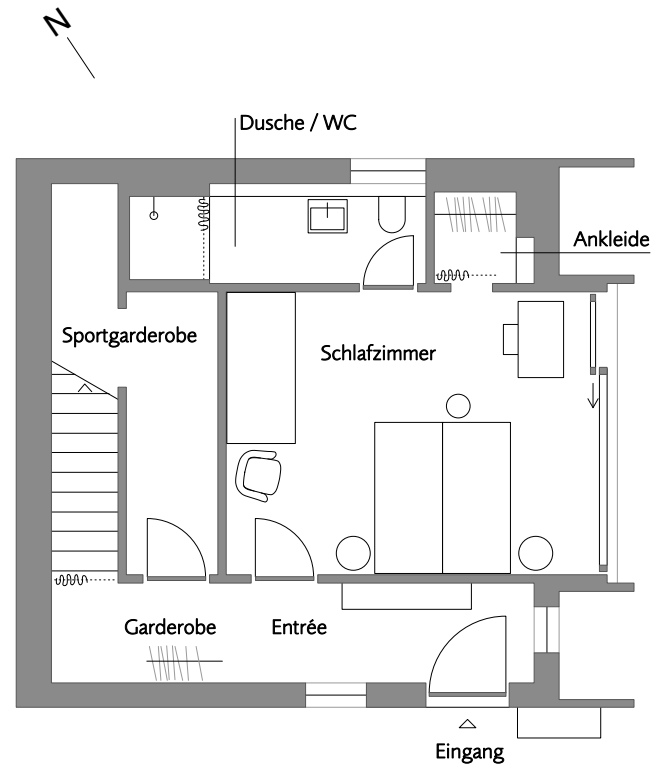 N
Dusche / WC
Ankleide
Sportgarderobe
Schlafzimmer
Garderobe
Entrée
Eingang